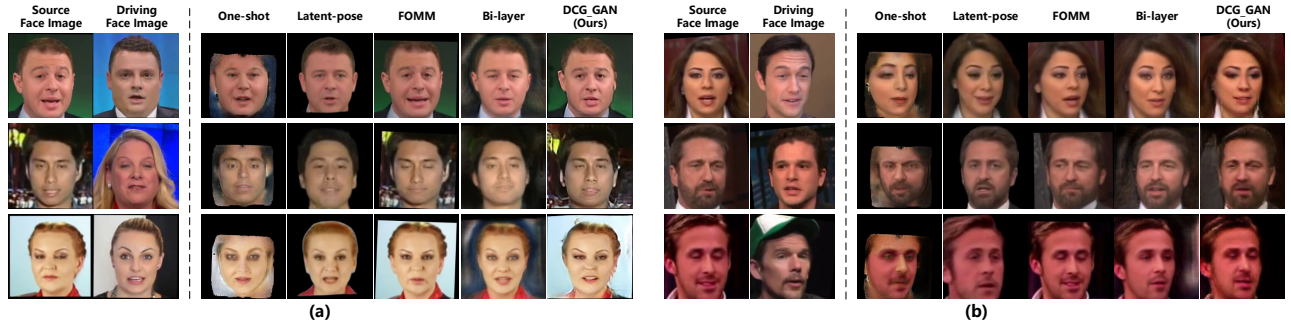 Source Face Image
Driving Face Image
One-shot
Latent-pose
FOMM
Bi-layer
DCG_GAN (Ours)
Source Face Image
Driving Face Image
One-shot
Latent-pose
FOMM
Bi-layer
DCG_GAN (Ours)
(a)
(b)